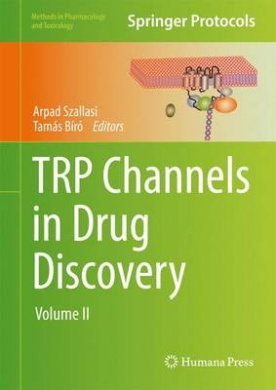 Methods in Pharmacology
and Toxicology
Springer Protocols
Arpad Szallasi
Tamás Bíró Editors
TRP Channels
in Drug
Discovery
Volume II
Humana Press